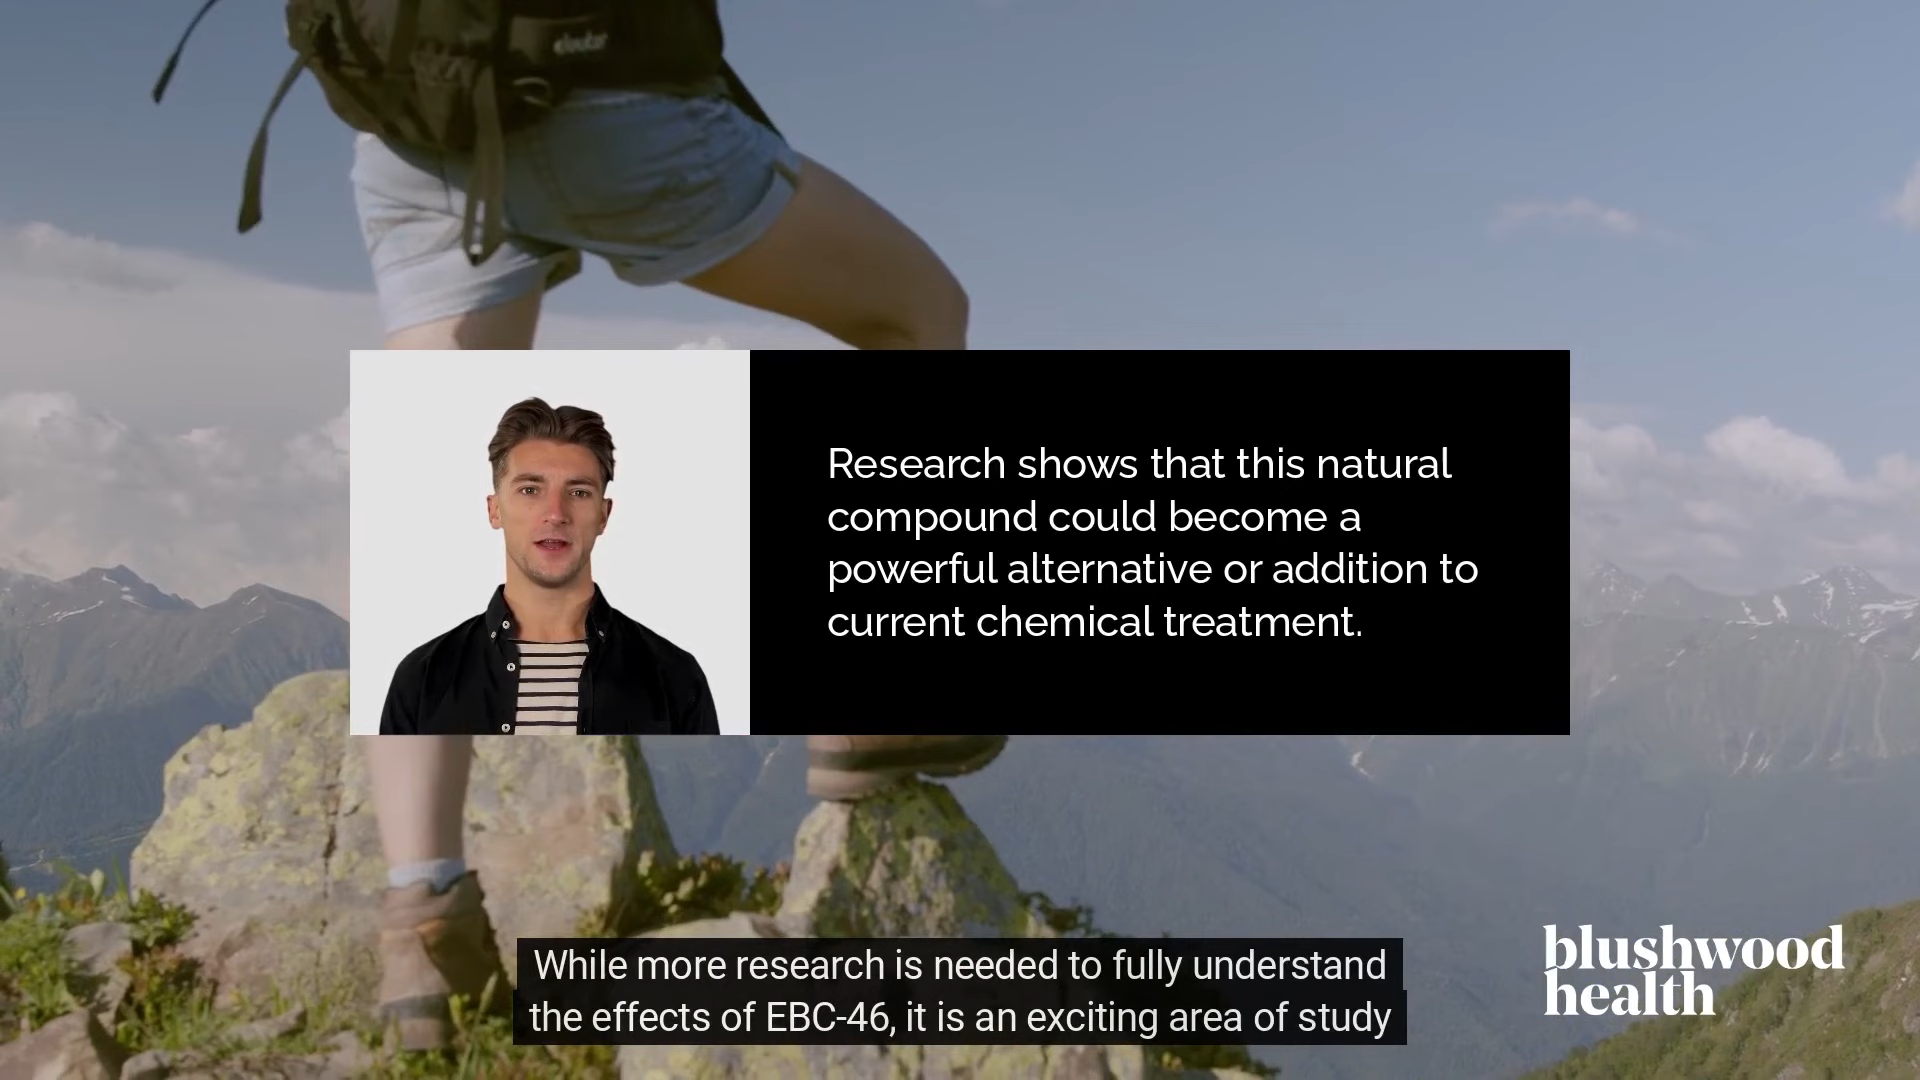 deuter
Research shows that this natural
compound could become a
powerful alternative or addition to
current chemical treatment.
While more research is needed to fully understand
the effects of EBC-46, it is an exciting area of study
blushwood
health